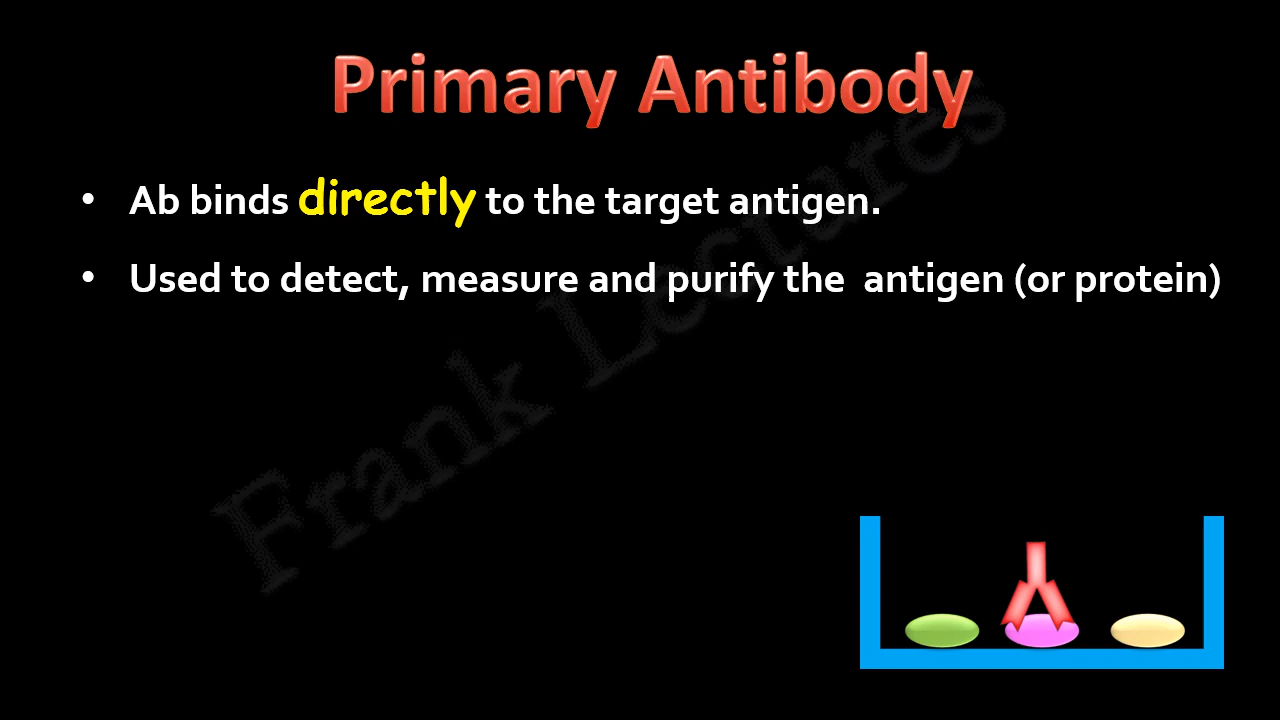 Primary Antibody
• Ab binds directly to the target antigen.
• Used to detect, measure and purify the  antigen (or protein)
Frank Lectures